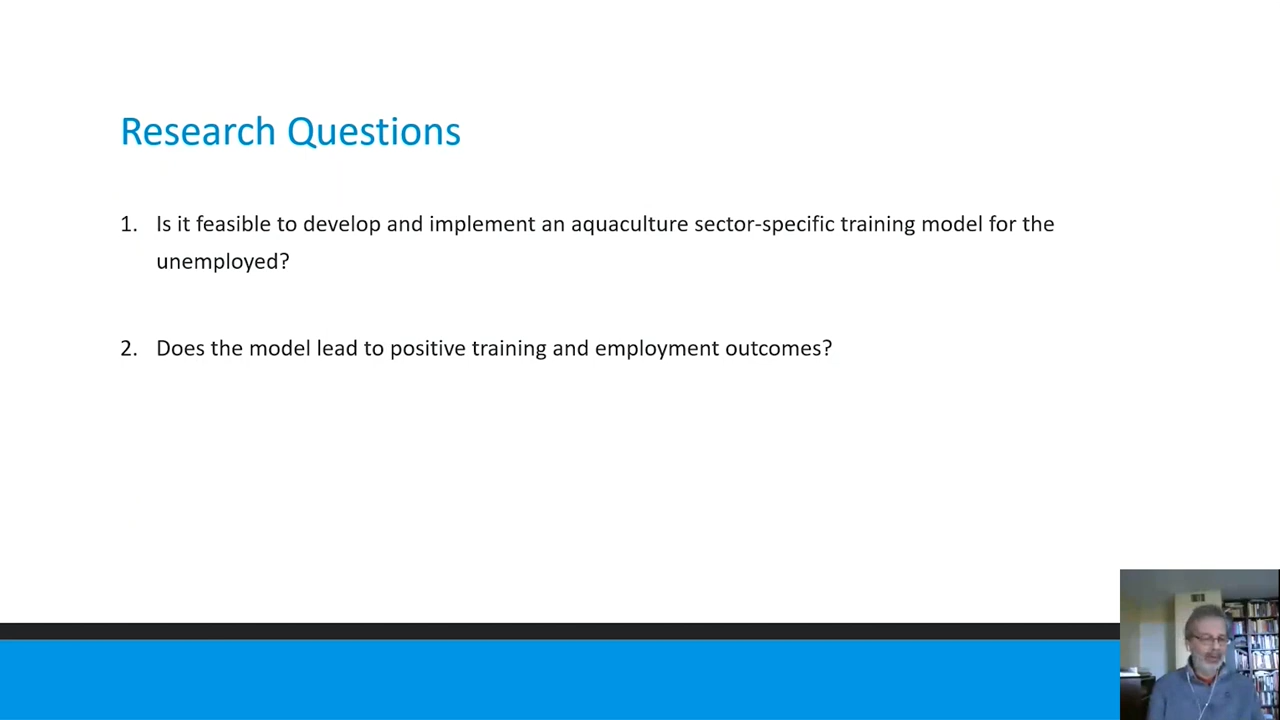 Research Questions
1. Is it feasible to develop and implement an aquaculture sector-specific training model for the
unemployed?
2. Does the model lead to positive training and employment outcomes?